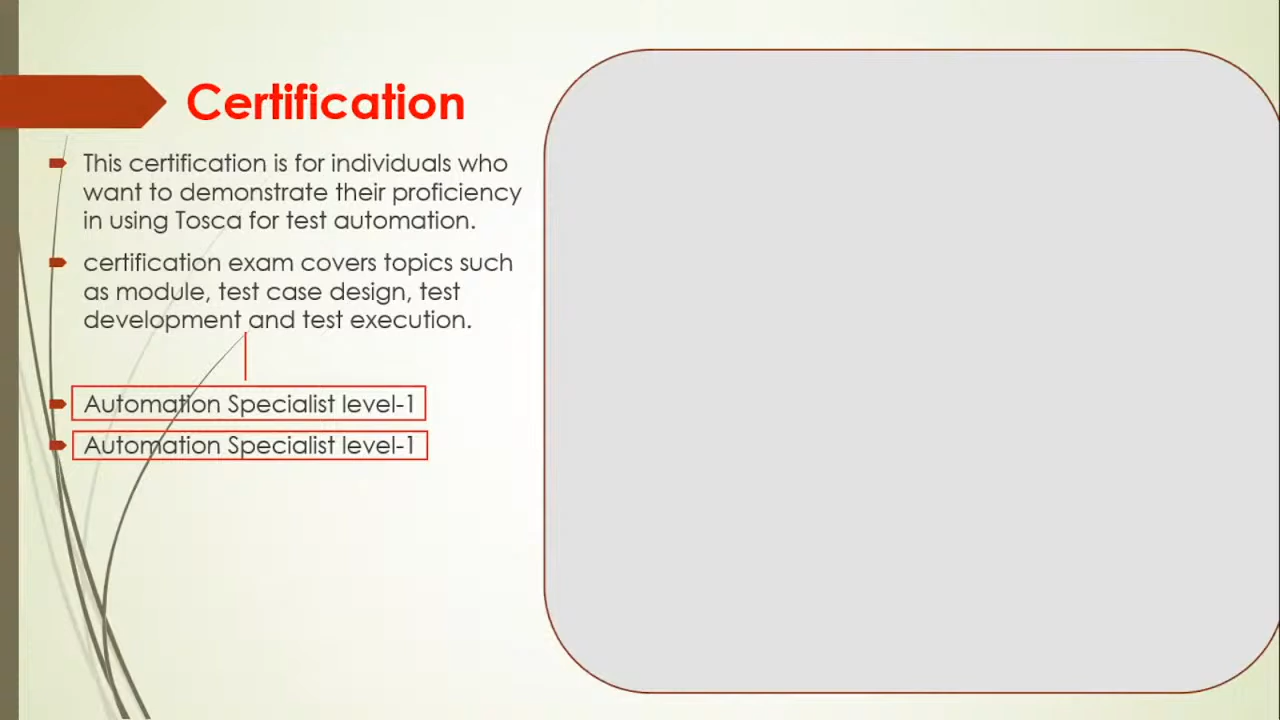 Certification
This certification is for individuals who
want to demonstrate their proficiency
in using Tosca for test automation.
certification exam covers topics such
as module, test case design, test
development and test execution.
Automation Specialist level-1
Automation Specialist level-1